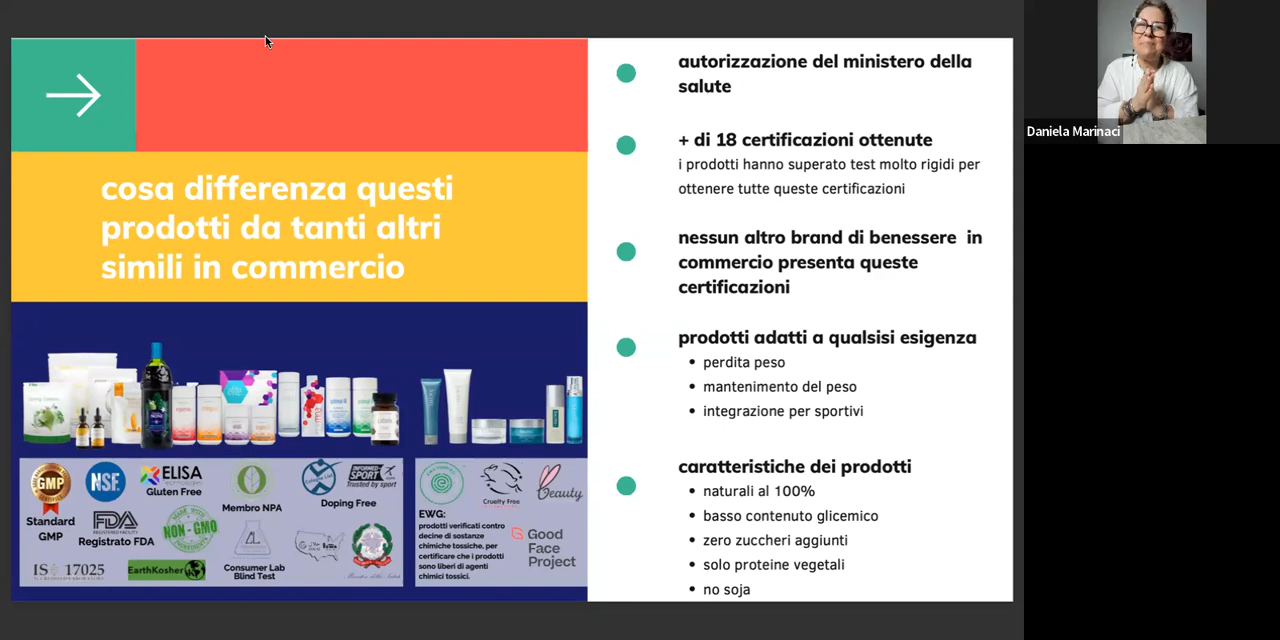 cosa differenza questi
prodotti da tanti altri
simili in commercio
GMP
Standard
GMP
NSF
ELISA
Gluten Free
FDA
Registrato FDA
MADE WITH
NON-GMO
INGREDIENTS
ISO 17025
EarthKosher
Membro NPA
Consumer Lab
Blind Test
INFORMED
SPORT
Trusted by sport
Doping Free
EWG:
prodotti verificati contro
decine di sostanze
chimiche tossiche, per
certificare che i prodotti
sono liberi di agenti
chimici tossici.
Cruelty Free
Beauty
Good
Face
Project
autorizzazione del ministero della
salute
+ di 18 certificazioni ottenute
i prodotti hanno superato test molto rigidi per
ottenere tutte queste certificazioni
nessun altro brand di benessere in
commercio presenta queste
certificazioni
prodotti adatti a qualsisi esigenza
perdita peso
mantenimento del peso
integrazione per sportivi
caratteristiche dei prodotti
naturali al 100%
basso contenuto glicemico
zero zuccheri aggiunti
solo proteine vegetali
no soja
Daniela Marinaci